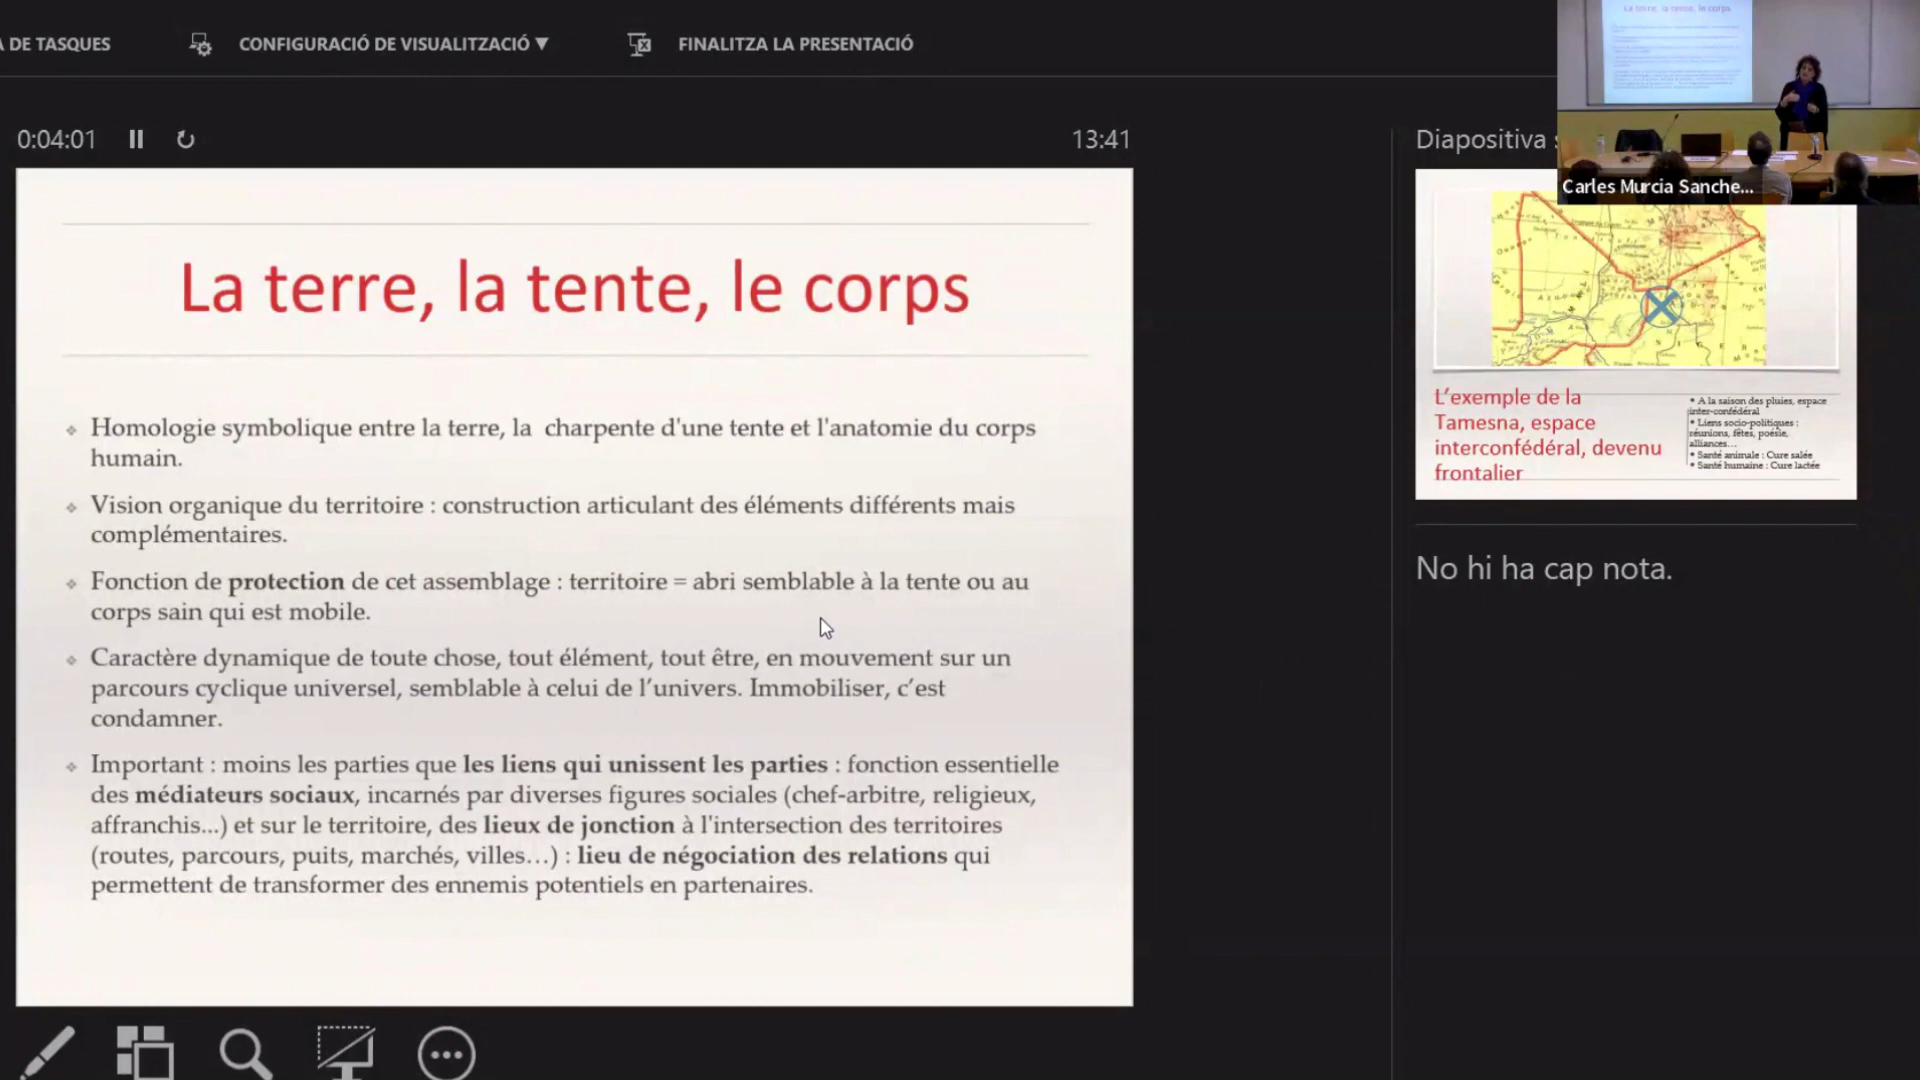 A DE TASQUES
CONFIGURACIÓ DE VISUALITZACIÓ ▼
FINALITZA LA PRESENTACIÓ
0:04:01
13:41
La terre, la tente, le corps
Homologie symbolique entre la terre, la charpente d'une tente et l'anatomie du corps
humain.
Vision organique du territoire : construction articulant des éléments différents mais
complémentaires.
Fonction de protection de cet assemblage : territoire = abri semblable à la tente ou au
corps sain qui est mobile.
Caractère dynamique de toute chose, tout élément, tout être, en mouvement sur un
parcours cyclique universel, semblable à celui de l’univers. Immobiliser, c’est
condamner.
Important : moins les parties que les liens qui unissent les parties : fonction essentielle
des médiateurs sociaux, incarnés par diverses figures sociales (chef-arbitre, religieux,
affranchis...) et sur le territoire, des lieux de jonction à l'intersection des territoires
(routes, parcours, puits, marchés, villes…) : lieu de négociation des relations qui
permettent de transformer des ennemis potentiels en partenaires.
Diapositiva
La terre, la tente, le corps
Carles Murcia Sanche...
L’exemple de la
Tamesna, espace
interconfédéral, devenu
frontalier
• A la saison des pluies, espace
inter-confédéral
• Liens socio-politiques :
réunions, fêtes, poésie,
alliances…
• Santé animale : Cure salée
• Santé humaine : Cure lactée
No hi ha cap nota.